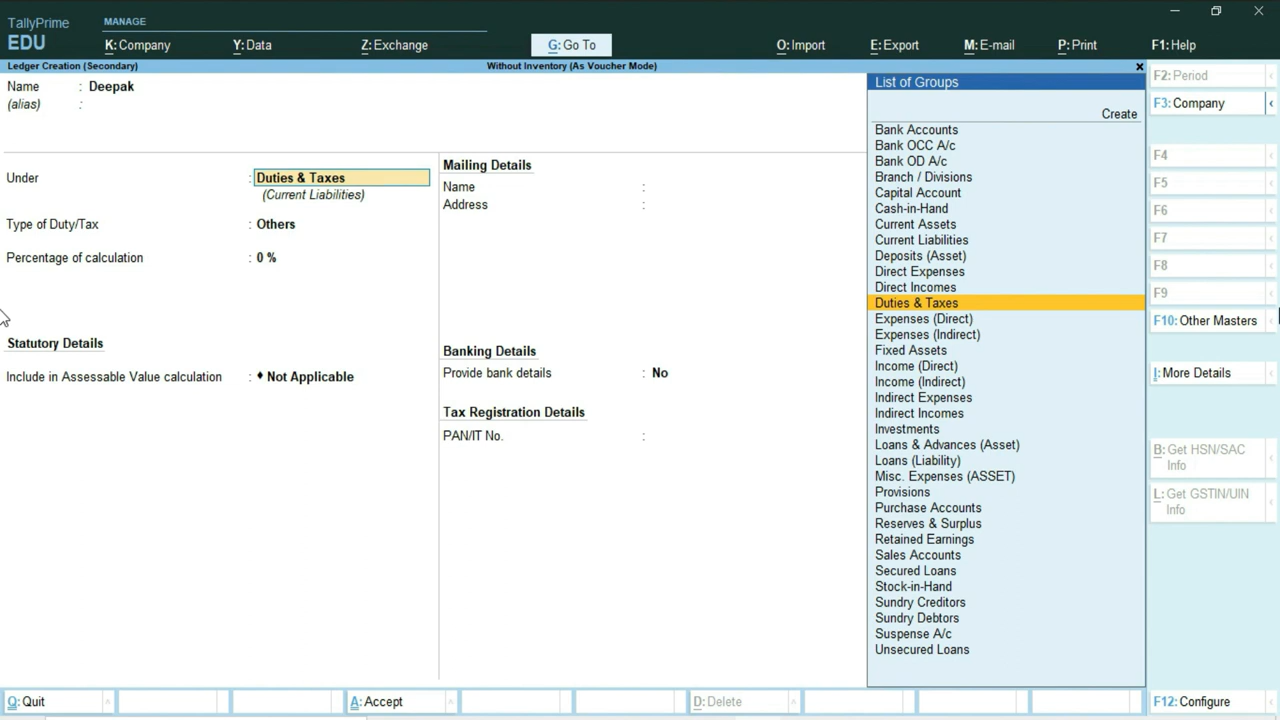 TallyPrime
EDU
MANAGE
K: Company
Y: Data
Z: Exchange
G: Go To
O: Import
E: Export
M: E-mail
P: Print
F1: Help
Ledger Creation (Secondary)
Without Inventory (As Voucher Mode)
Name : Deepak
(alias) :
Under : Duties & Taxes
(Current Liabilities)
Type of Duty/Tax : Others
Percentage of calculation : 0 %
Statutory Details
Include in Assessable Value calculation : ♦ Not Applicable
Mailing Details
Name :
Address :
Banking Details
Provide bank details : No
Tax Registration Details
PAN/IT No. :
List of Groups
Create
Bank Accounts
Bank OCC A/c
Bank OD A/c
Branch / Divisions
Capital Account
Cash-in-Hand
Current Assets
Current Liabilities
Deposits (Asset)
Direct Expenses
Direct Incomes
Duties & Taxes
Expenses (Direct)
Expenses (Indirect)
Fixed Assets
Income (Direct)
Income (Indirect)
Indirect Expenses
Indirect Incomes
Investments
Loans & Advances (Asset)
Loans (Liability)
Misc. Expenses (ASSET)
Provisions
Purchase Accounts
Reserves & Surplus
Retained Earnings
Sales Accounts
Secured Loans
Stock-in-Hand
Sundry Creditors
Sundry Debtors
Suspense A/c
Unsecured Loans
F2: Period
F3: Company
F4
F5
F6
F7
F8
F9
F10: Other Masters
I: More Details
B: Get HSN/SAC
Info
L: Get GSTIN/UIN
Info
Q: Quit
A: Accept
D: Delete
F12: Configure